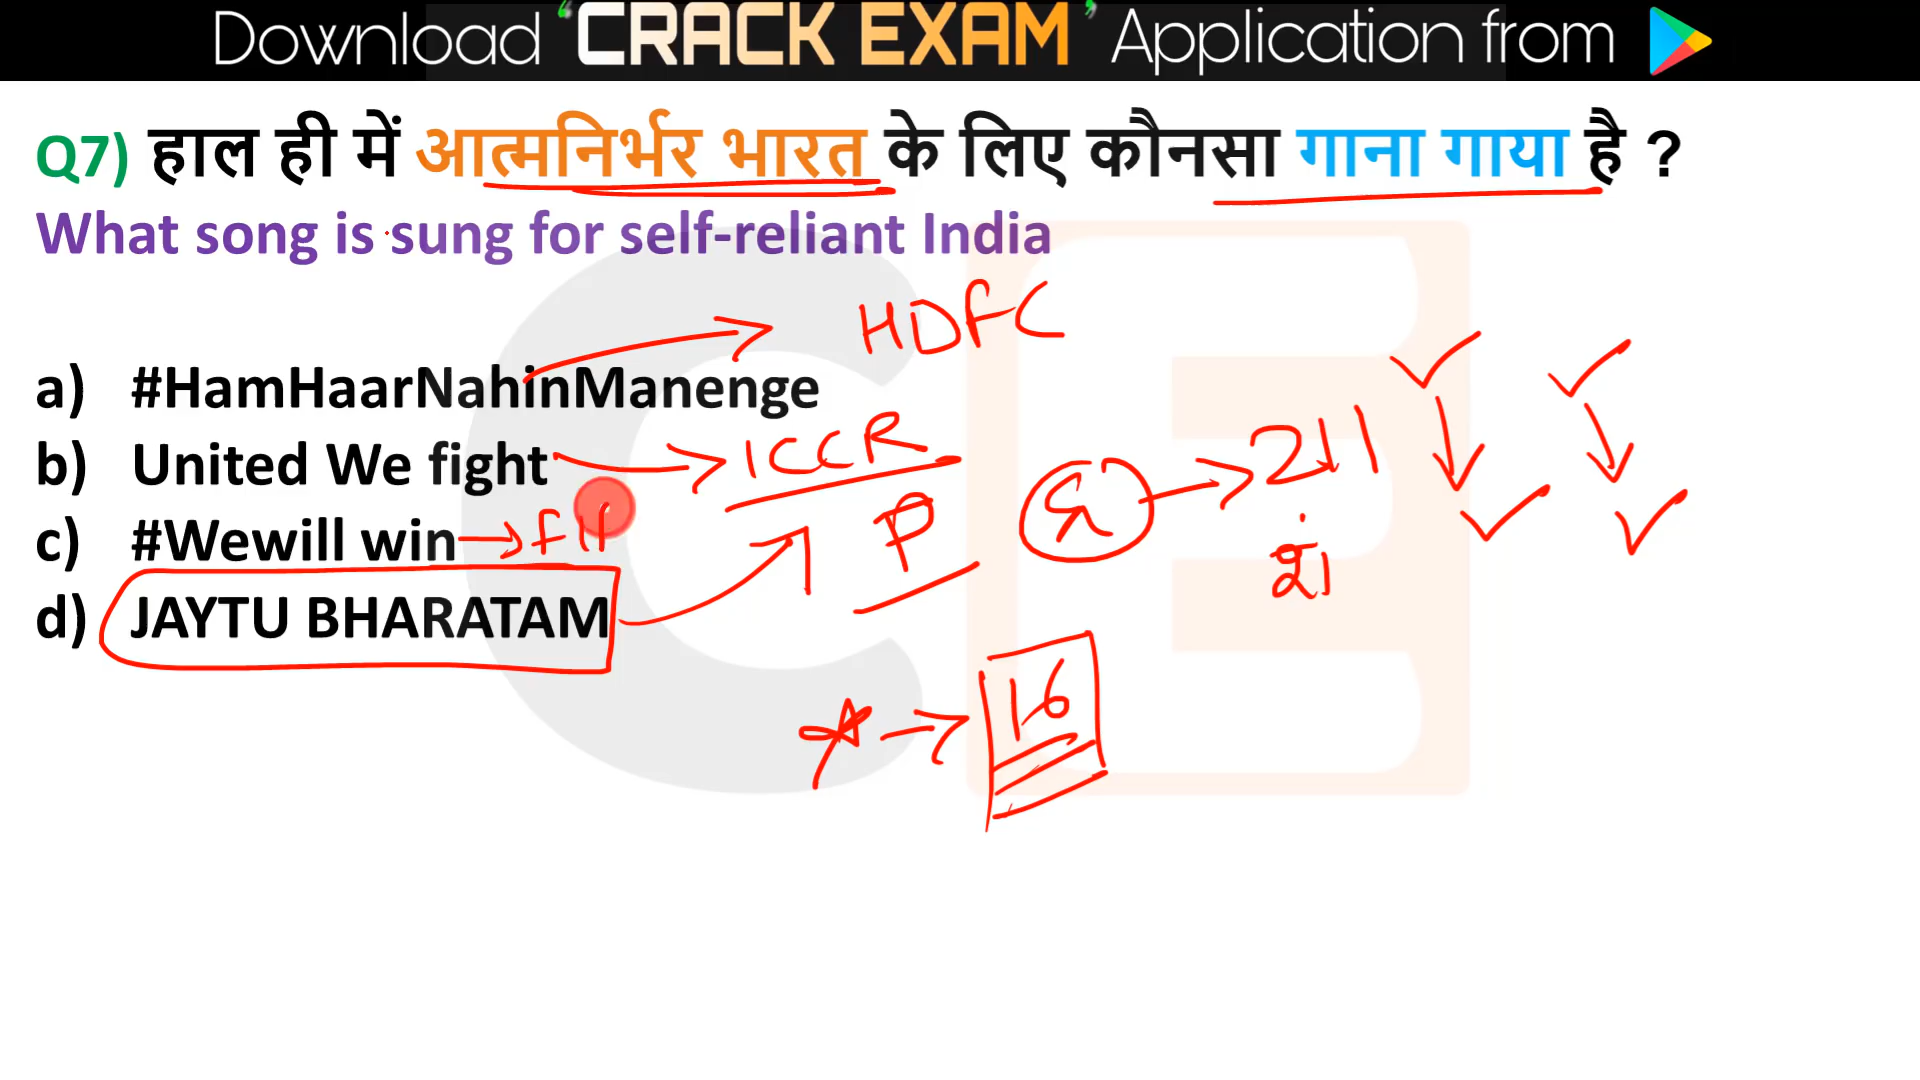 Download ‘CRACK EXAM’ Application from
Q7) हाल ही में आत्मनिर्भर भारत के लिए कौनसा गाना गाया है ?
What song is sung for self-reliant India
HDFC
a) #HamHaarNahinManenge
b) United We fight ICCR 211
c) #Wewill win P
d) JAYTU BHARATAM
16